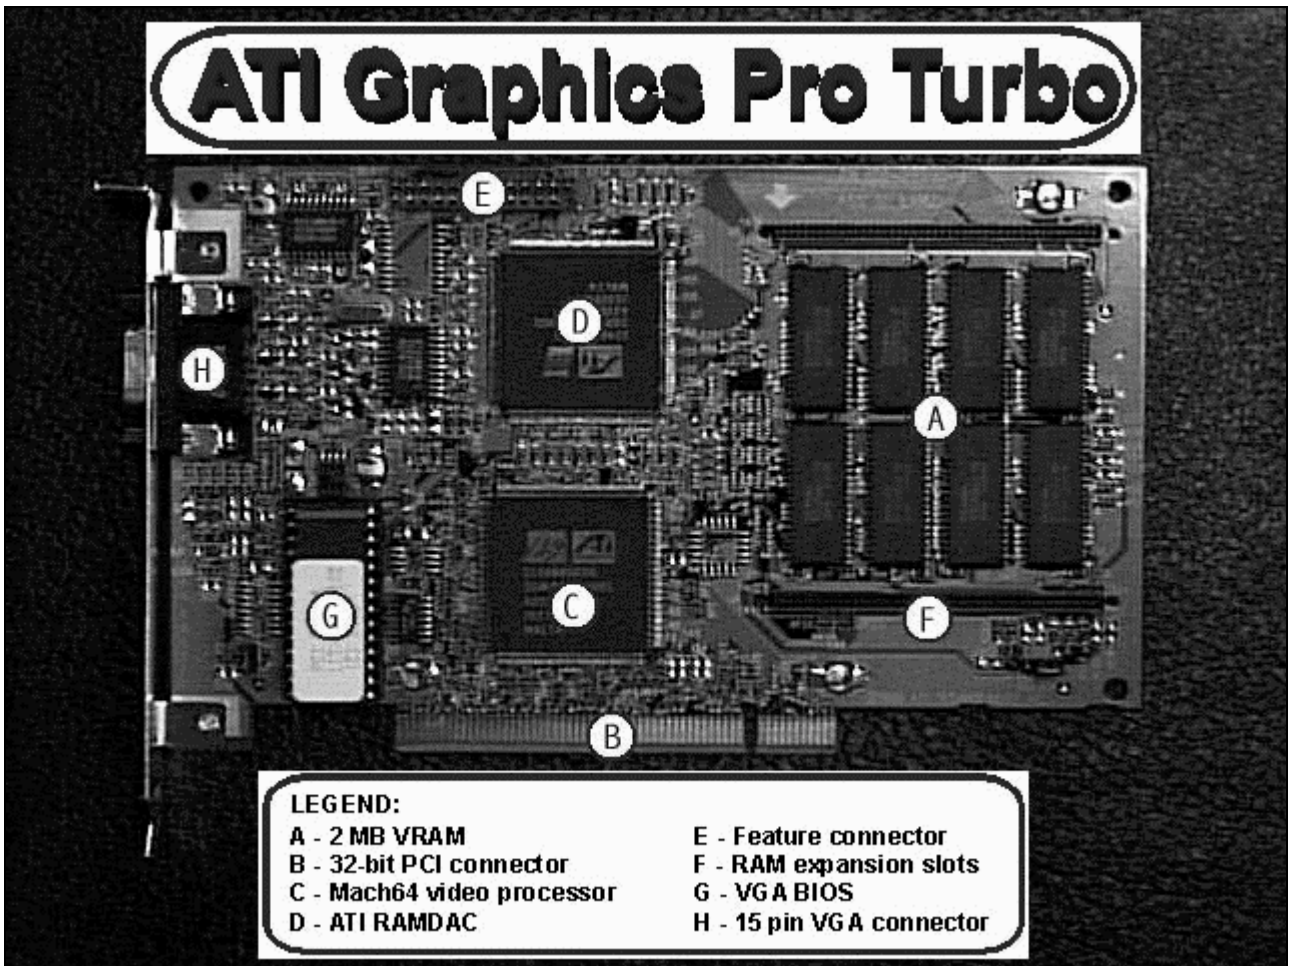 ATI Graphics Pro Turbo
E
D
H
A
ATI
C
G
F
B
LEGEND:
A - 2 MB VRAM
B - 32-bit PCI connector
C - Mach64 video processor
D - ATI RAMDAC
E - Feature connector
F - RAM expansion slots
G - VGA BIOS
H - 15 pin VGA connector